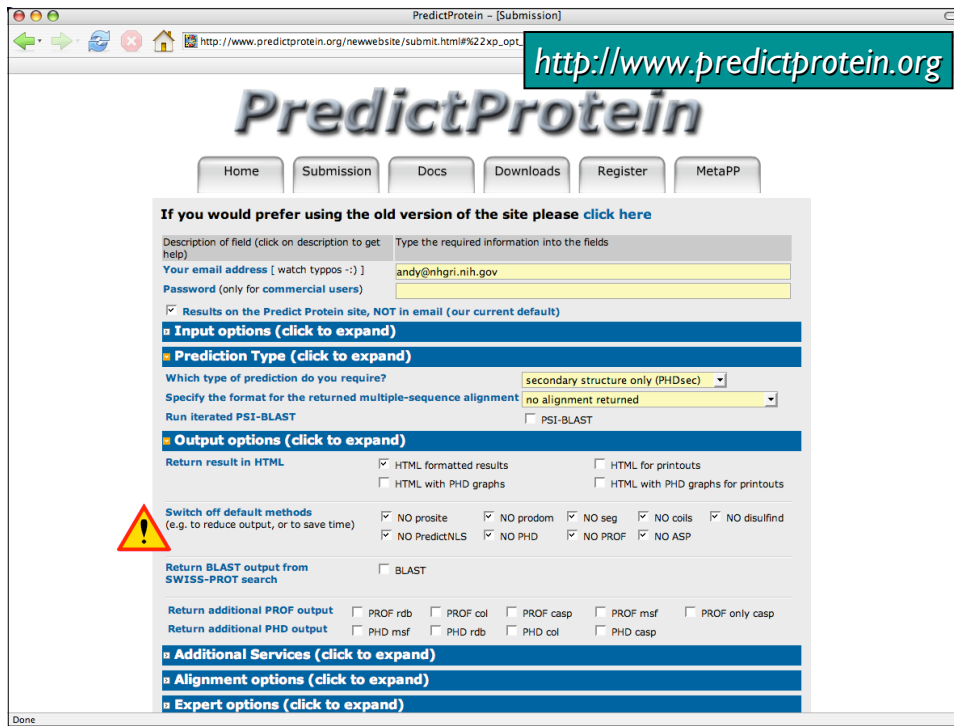 PredictProtein – [Submission]
http://www.predictprotein.org/newwebsite/submit.html#%22xp_opt_
http://www.predictprotein.org
PredictProtein
Home Submission Docs Downloads Register MetaPP
If you would prefer using the old version of the site please click here
Description of field (click on description to get help) Type the required information into the fields
Your email address [ watch typpos -:) ] andy@nhgri.nih.gov
Password (only for commercial users)
Results on the Predict Protein site, NOT in email (our current default)
Input options (click to expand)
Prediction Type (click to expand)
Which type of prediction do you require? secondary structure only (PHDsec)
Specify the format for the returned multiple-sequence alignment no alignment returned
Run iterated PSI-BLAST PSI-BLAST
Output options (click to expand)
Return result in HTML HTML formatted results HTML for printouts
HTML with PHD graphs HTML with PHD graphs for printouts
Switch off default methods NO prosite NO prodom NO seg NO coils NO disulfind
(e.g. to reduce output, or to save time) NO PredictNLS NO PHD NO PROF NO ASP
Return BLAST output from BLAST
SWISS-PROT search
Return additional PROF output PROF rdb PROF col PROF casp PROF msf PROF only casp
Return additional PHD output PHD msf PHD rdb PHD col PHD casp
Additional Services (click to expand)
Alignment options (click to expand)
Expert options (click to expand)
Done